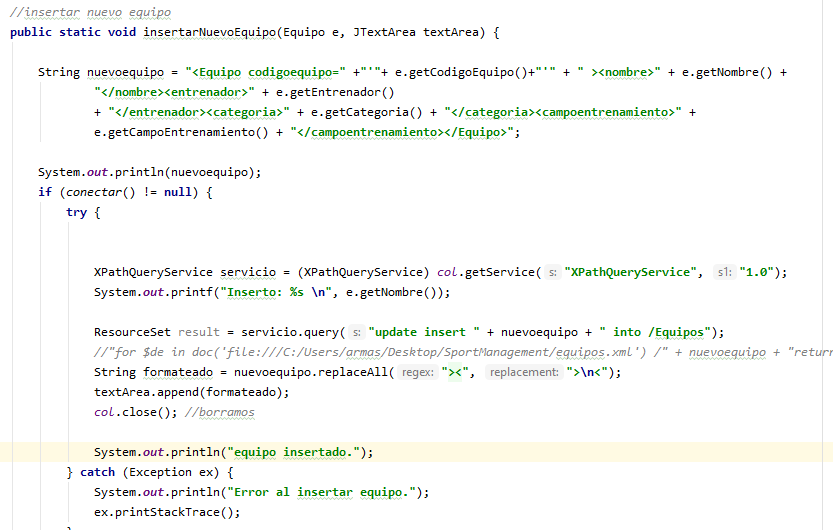 //insertar nuevo equipo
public static void insertarNuevoEquipo(Equipo e, JTextArea textArea) {
String nuevoequipo = "<Equipo codigoequipo=" +"'"+ e.getCodigoEquipo()+"'" + " ><nombre>" + e.getNombre() +
"</nombre><entrenador>" + e.getEntrenador()
+ "</entrenador><categoria>" + e.getCategoria() + "</categoria><campoentrenamiento>" +
e.getCampoEntrenamiento() + "</campoentrenamiento></Equipo>";
System.out.println(nuevoequipo);
if (conectar() != null) {
try {
XPathQueryService servicio = (XPathQueryService) col.getService( s: "XPathQueryService", s1: "1.0");
System.out.printf("Inserto: %s \n", e.getNombre());
ResourceSet result = servicio.query( s: "update insert " + nuevoequipo + " into /Equipos");
//"for $de in doc('file:///C:/Users/armas/Desktop/SportManagement/equipos.xml') /" + nuevoequipo + "return
String formateado = nuevoequipo.replaceAll( regex: "><", replacement: ">\n<");
textArea.append(formateado);
col.close(); //borramos
System.out.println("equipo insertado.");
} catch (Exception ex) {
System.out.println("Error al insertar equipo.");
ex.printStackTrace();